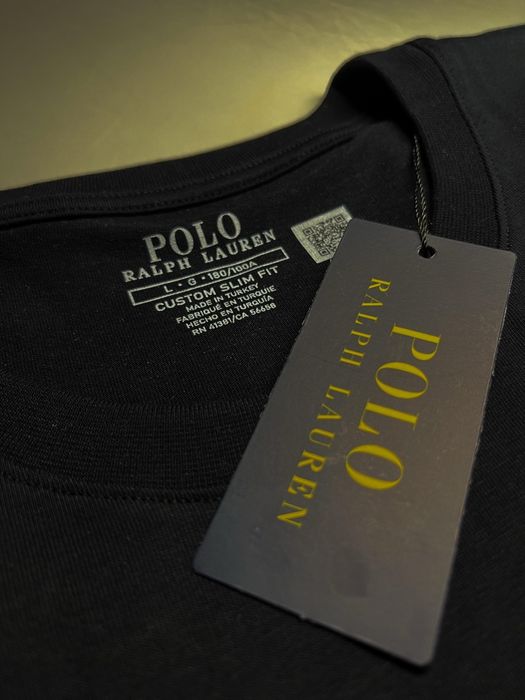 POLO
RALPH LAUREN
L • G • 180/100A
CUSTOM SLIM FIT
MADE IN TURKEY
FABRIQUÉ EN TURQUIE
HECHO EN TURQUÍA
RN 41381/CA 56658
POLO
RALPH LAUREN